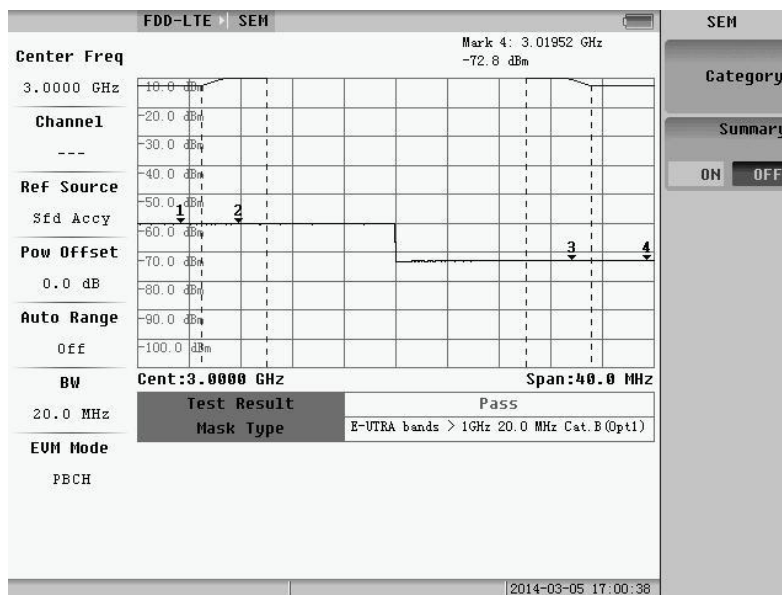 FDD-LTE SEM
SEM
Mark 4: 3.01952 GHz
-72.8 dBm
Center Freq
3.0000 GHz
Channel
---
Ref Source
Sfd Accy
Pow Offset
0.0 dB
Auto Range
Off
BW
20.0 MHz
EVM Mode
PBCH
-10.0 dBm
-20.0 dBm
-30.0 dBm
-40.0 dBm
-50.0 dBm
-60.0 dBm
-70.0 dBm
-80.0 dBm
-90.0 dBm
-100.0 dBm
1 2 3 4
Cent:3.0000 GHz Span:40.0 MHz
Test Result Pass
Mask Type E-UTRA bands > 1GHz 20.0 MHz Cat.B(Opt1)
Category
Summary
ON OFF
2014-03-05 17:00:38